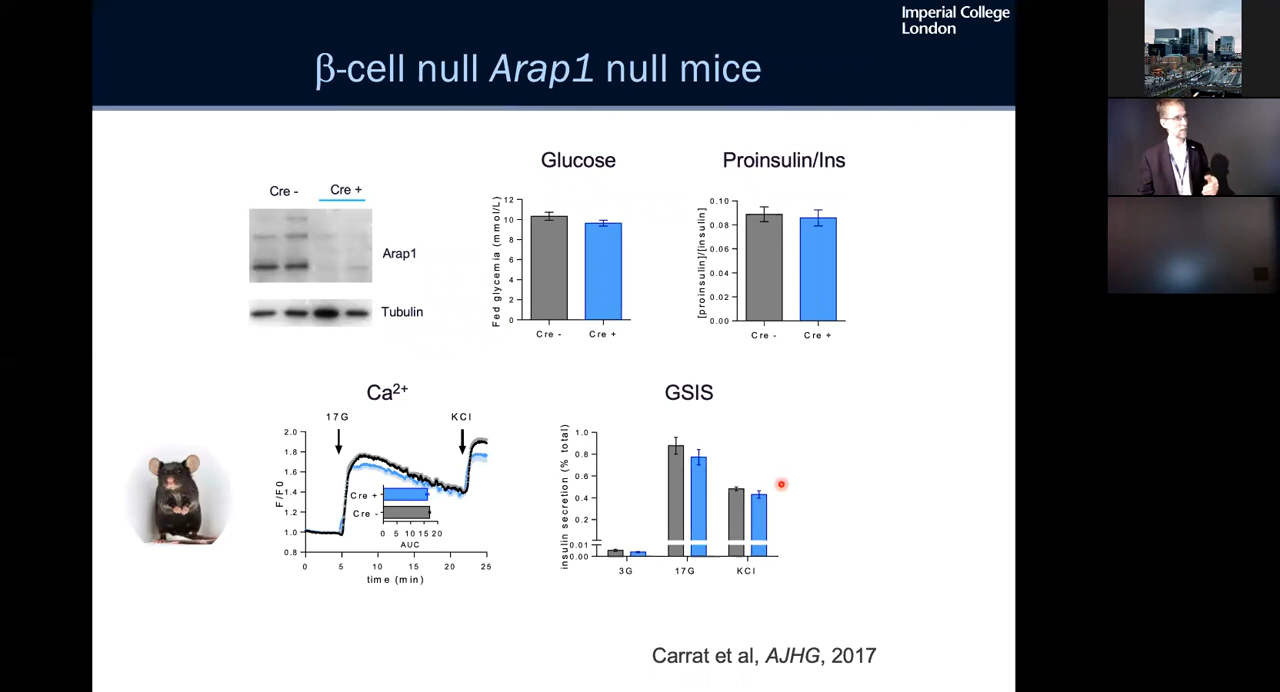 Imperial College
London
β-cell null Arap1 null mice
Cre -
Cre +
Arap1
Tubulin
Glucose
Fed glycemia (mmol/L)
12
10
8
6
4
2
0
Cre -
Cre +
Proinsulin/Ins
[proinsulin]/[insulin]
0.10
0.08
0.06
0.04
0.02
0.00
Cre -
Cre +
Ca²⁺
17G
KCl
F/F0
2.0
1.8
1.6
1.4
1.2
1.0
0.8
Cre +
Cre -
0 5 10 15 20
AUC
0 5 10 15 20 25
time (min)
GSIS
insulin secretion (% total)
1.0
0.8
0.6
0.4
0.2
0.01
0.00
3G 17G KCl
Carrat et al, AJHG, 2017